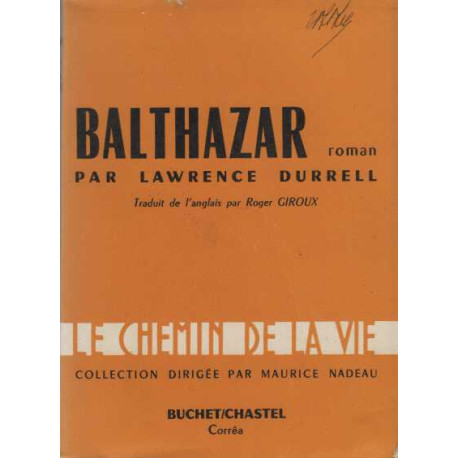 BALTHAZAR roman
PAR LAWRENCE DURRELL
Traduit de l'anglais par Roger GIROUX
LE CHEMIN DE LA VIE
COLLECTION DIRIGÉE PAR MAURICE NADEAU
BUCHET/CHASTEL
Corrêa